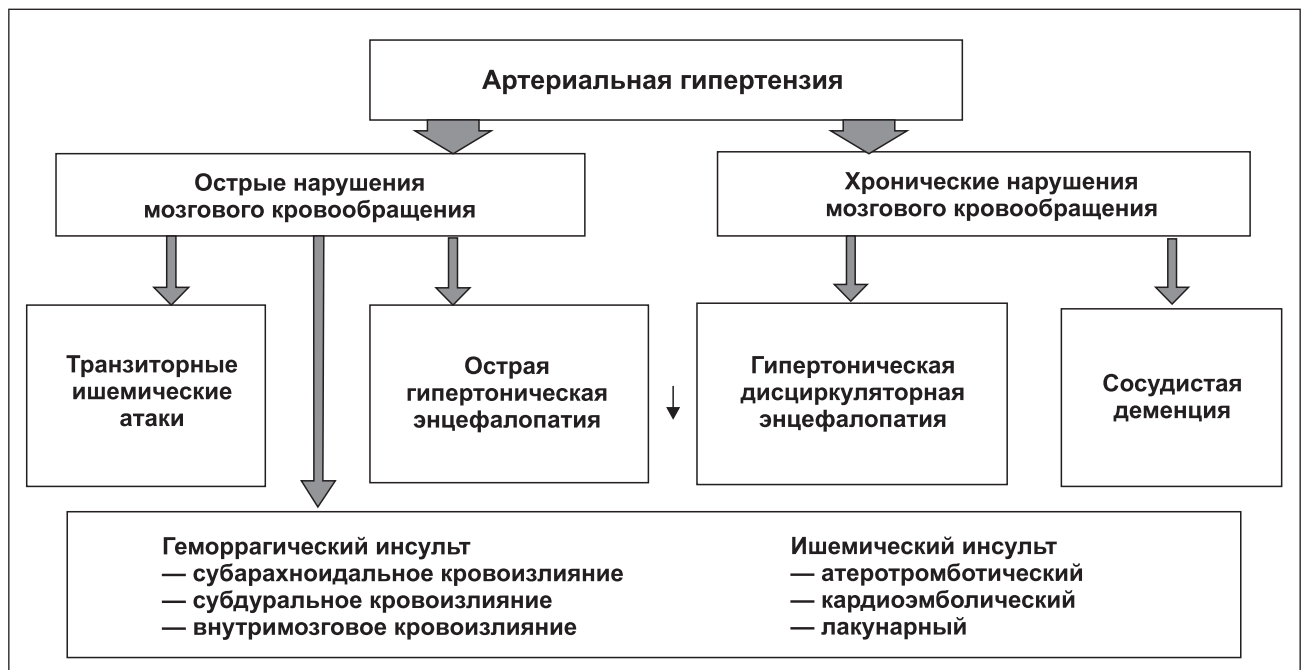 Артериальная гипертензия
Острые нарушения
мозгового кровообращения
Хронические нарушения
мозгового кровообращения
Транзиторные
ишемические
атаки
Острая
гипертоническая
энцефалопатия
Гипертоническая
дисциркуляторная
энцефалопатия
Сосудистая
деменция
Геморрагический инсульт
— субарахноидальное кровоизлияние
— субдуральное кровоизлияние
— внутримозговое кровоизлияние
Ишемический инсульт
— атеротромботический
— кардиоэмболический
— лакунарный